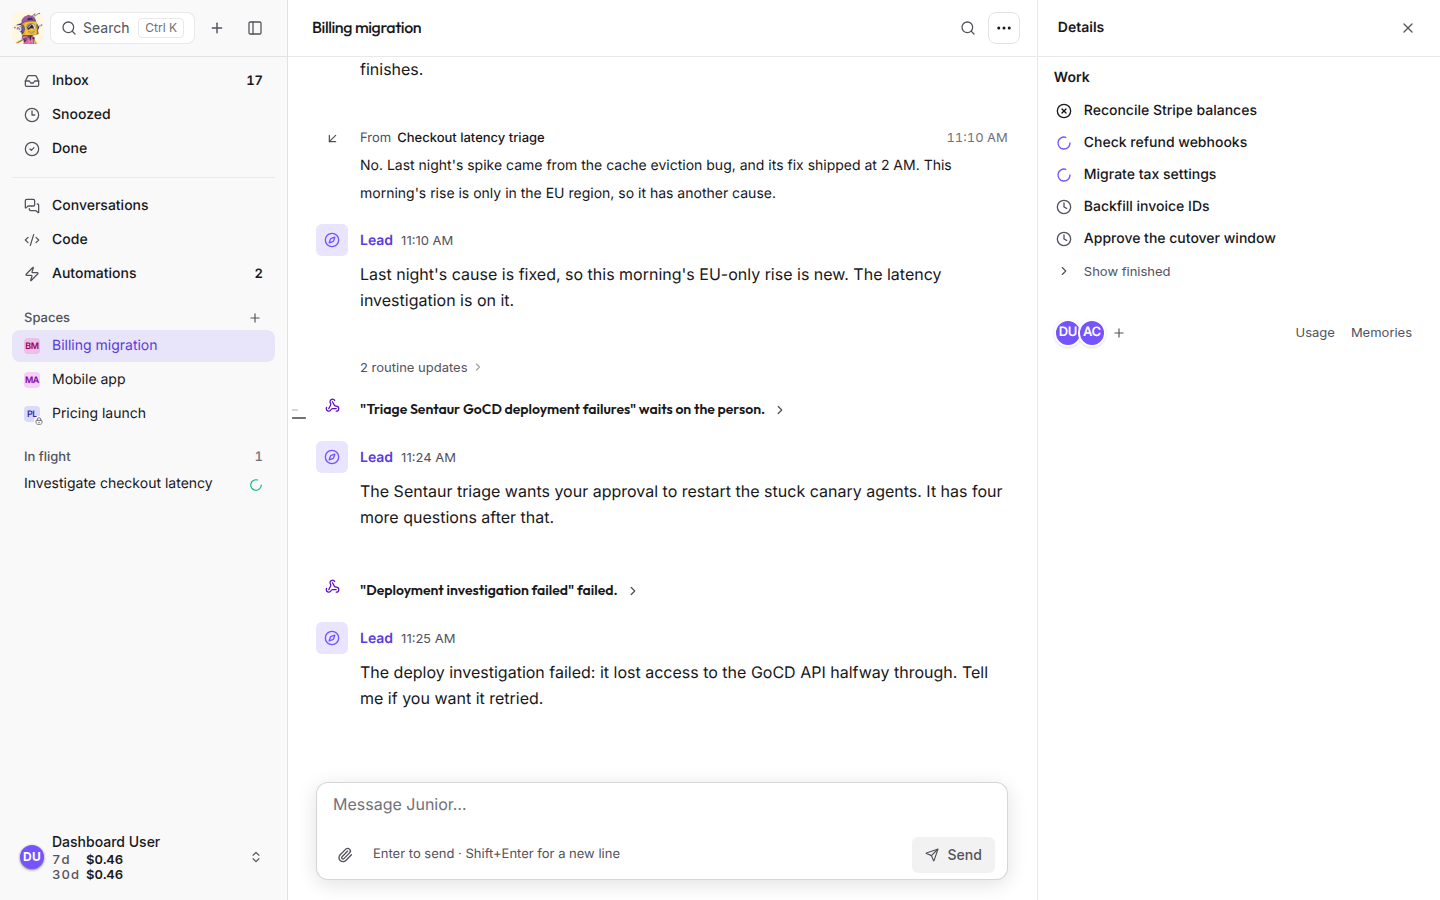 Search Ctrl K
Inbox 17
Snoozed
Done
Conversations
Code
Automations 2
Spaces
BM Billing migration
MA Mobile app
PL Pricing launch
In flight 1
Investigate checkout latency
DU Dashboard User
7d $0.46
30d $0.46
Billing migration
finishes.
From Checkout latency triage 11:10 AM
No. Last night's spike came from the cache eviction bug, and its fix shipped at 2 AM. This
morning's rise is only in the EU region, so it has another cause.
Lead 11:10 AM
Last night's cause is fixed, so this morning's EU-only rise is new. The latency
investigation is on it.
2 routine updates
"Triage Sentaur GoCD deployment failures" waits on the person.
Lead 11:24 AM
The Sentaur triage wants your approval to restart the stuck canary agents. It has four
more questions after that.
"Deployment investigation failed" failed.
Lead 11:25 AM
The deploy investigation failed: it lost access to the GoCD API halfway through. Tell
me if you want it retried.
Message Junior...
Enter to send · Shift+Enter for a new line
Send
Details
Work
Reconcile Stripe balances
Check refund webhooks
Migrate tax settings
Backfill invoice IDs
Approve the cutover window
Show finished
DU AC Usage Memories